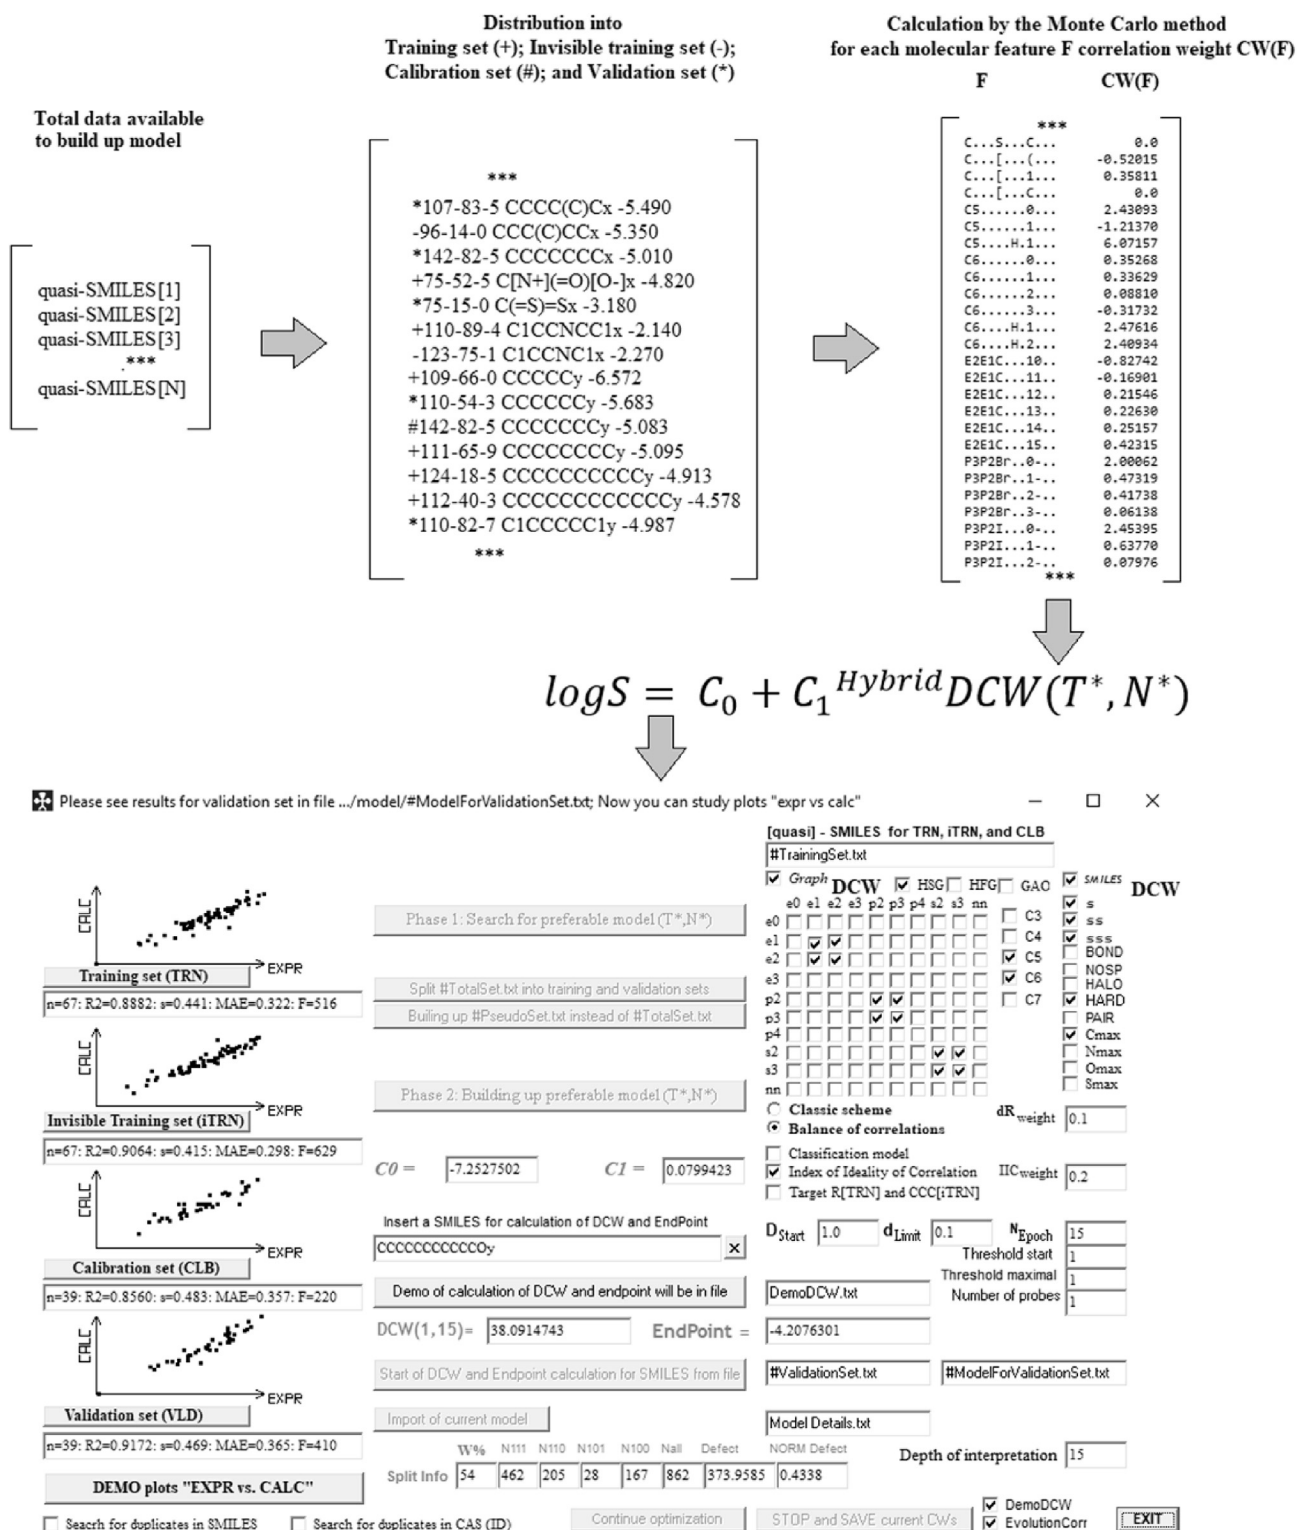 Distribution into
Training set (+); Invisible training set (-);
Calibration set (#); and Validation set (*)
Calculation by the Monte Carlo method
for each molecular feature F correlation weight CW(F)
F CW(F)
Total data available
to build up model
quasi-SMILES[1]
quasi-SMILES[2]
quasi-SMILES[3]
.***
quasi-SMILES[N]
***
*107-83-5 CCCC(C)Cx -5.490
-96-14-0 CCC(C)CCx -5.350
*142-82-5 CCCCCCCx -5.010
+75-52-5 C[N+](=O)[O-]x -4.820
*75-15-0 C(=S)=Sx -3.180
+110-89-4 C1CCNCC1x -2.140
-123-75-1 C1CCNC1x -2.270
+109-66-0 CCCCCy -6.572
*110-54-3 CCCCCCy -5.683
#142-82-5 CCCCCCCy -5.083
+111-65-9 CCCCCCCCy -5.095
+124-18-5 CCCCCCCCCCy -4.913
+112-40-3 CCCCCCCCCCCCy -4.578
*110-82-7 C1CCCCC1y -4.987
***
***
C...S...C... 0.0
C...[...(... -0.52015
C...[...1... 0.35811
C...[...C... 0.0
C5......0... 2.43093
C5......1... -1.21370
C5....H.1... 6.07157
C6......0... 0.35268
C6......1... 0.33629
C6......2... 0.08810
C6......3... -0.31732
C6....H.1... 2.47616
C6....H.2... 2.40934
E2E1C...10.. -0.82742
E2E1C...11.. -0.16901
E2E1C...12.. 0.21546
E2E1C...13.. 0.22630
E2E1C...14.. 0.25157
E2E1C...15.. 0.42315
P3P2Br..0-.. 2.00062
P3P2Br..1-.. 0.47319
P3P2Br..2-.. 0.41738
P3P2Br..3-.. 0.06138
P3P2I...0-.. 2.45395
P3P2I...1-.. 0.63770
P3P2I...2-.. 0.07976
***
logS = C₀ + C₁ ᴴʸᵇʳⁱᵈDCW(T*, N*)
Please see results for validation set in file .../model/#ModelForValidationSet.txt; Now you can study plots "expr vs calc"
CALC
EXPR
Training set (TRN)
n=67: R2=0.8882: s=0.441: MAE=0.322: F=516
CALC
EXPR
Invisible Training set (iTRN)
n=67: R2=0.9064: s=0.415: MAE=0.298: F=629
CALC
EXPR
Calibration set (CLB)
n=39: R2=0.8560: s=0.483: MAE=0.357: F=220
CALC
EXPR
Validation set (VLD)
n=39: R2=0.9172: s=0.469: MAE=0.365: F=410
DEMO plots "EXPR vs. CALC"
Seacrh for duplicates in SMILES
Search for duplicates in CAS (ID)
Phase 1: Search for preferable model (T*,N*)
Split #TotalSet.txt into training and validation sets
Builing up #PseudoSet.txt instead of #TotalSet.txt
Phase 2: Building up preferable model (T*,N*)
C0 = -7.2527502 C1 = 0.0799423
Insert a SMILES for calculation of DCW and EndPoint
CCCCCCCCCCCOy x
Demo of calculation of DCW and endpoint will be in file
DemoDCW.txt
DCW(1,15)= 38.0914743 EndPoint = -4.2076301
Start of DCW and Endpoint calculation for SMILES from file
#ValidationSet.txt #ModelForValidationSet.txt
Import of current model
Model Details.txt
W% N111 N110 N101 N100 Nall Defect NORM Defect
Split Info 54 462 205 28 167 862 373.9585 0.4338
Depth of interpretation 15
Continue optimization
STOP and SAVE current CWs
DemoDCW
EvolutionCorr
EXIT
[quasi] - SMILES for TRN, iTRN, and CLB
#TrainingSet.txt
Graph DCW HSG HFG GAO SMILES DCW
e0 e1 e2 e3 p2 p3 p4 s2 s3 nn
e0
e1
e2
e3
p2
p3
p4
s2
s3
nn
C3
C4
C5
C6
C7
s
ss
sss
BOND
NOSP
HALO
HARD
PAIR
Cmax
Nmax
Omax
Smax
Classic scheme
Balance of correlations
dR weight 0.1
Classification model
Index of Ideality of Correlation
Target R[TRN] and CCC[iTRN]
IIC weight 0.2
D Start 1.0 d Limit 0.1 N Epoch 15
Threshold start 1
Threshold maximal 1
Number of probes 1